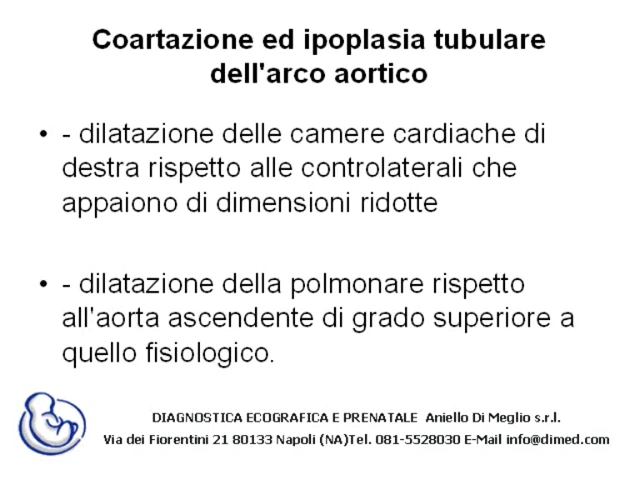 Coartazione ed ipoplasia tubulare
dell'arco aortico
• - dilatazione delle camere cardiache di
destra rispetto alle controlaterali che
appaiono di dimensioni ridotte
• - dilatazione della polmonare rispetto
all'aorta ascendente di grado superiore a
quello fisiologico.
DIAGNOSTICA ECOGRAFICA E PRENATALE Aniello Di Meglio s.r.l.
Via dei Fiorentini 21 80133 Napoli (NA)Tel. 081-5528030 E-Mail info@dimed.com